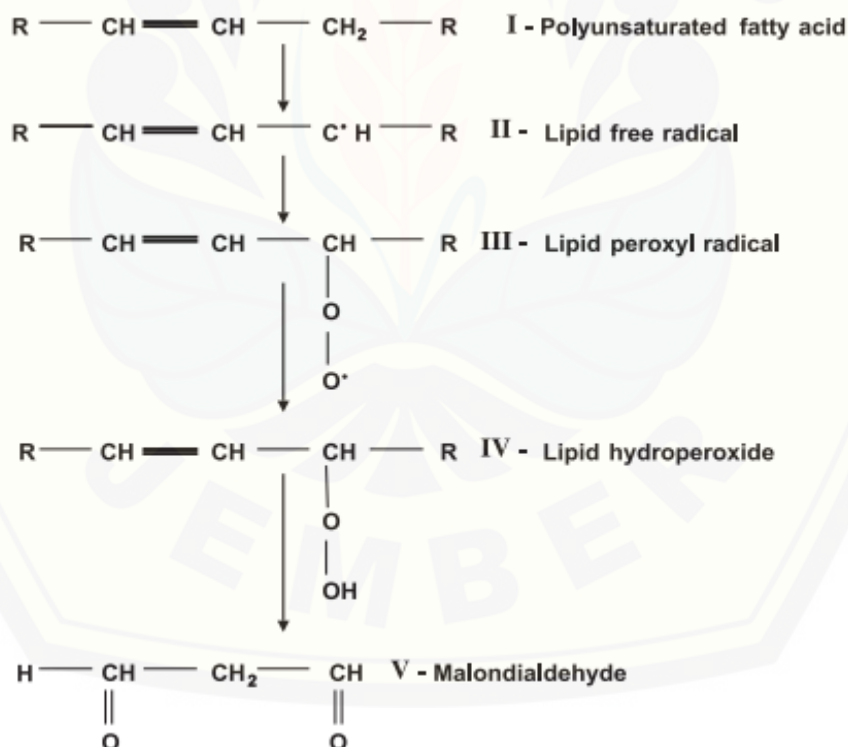 R CH CH CH₂ R I - Polyunsaturated fatty acid
R CH CH C• H R II - Lipid free radical
R CH CH CH R III - Lipid peroxyl radical
O
O•
R CH CH CH R IV - Lipid hydroperoxide
O
OH
H CH CH₂ CH V - Malondialdehyde
O O
JEMBER